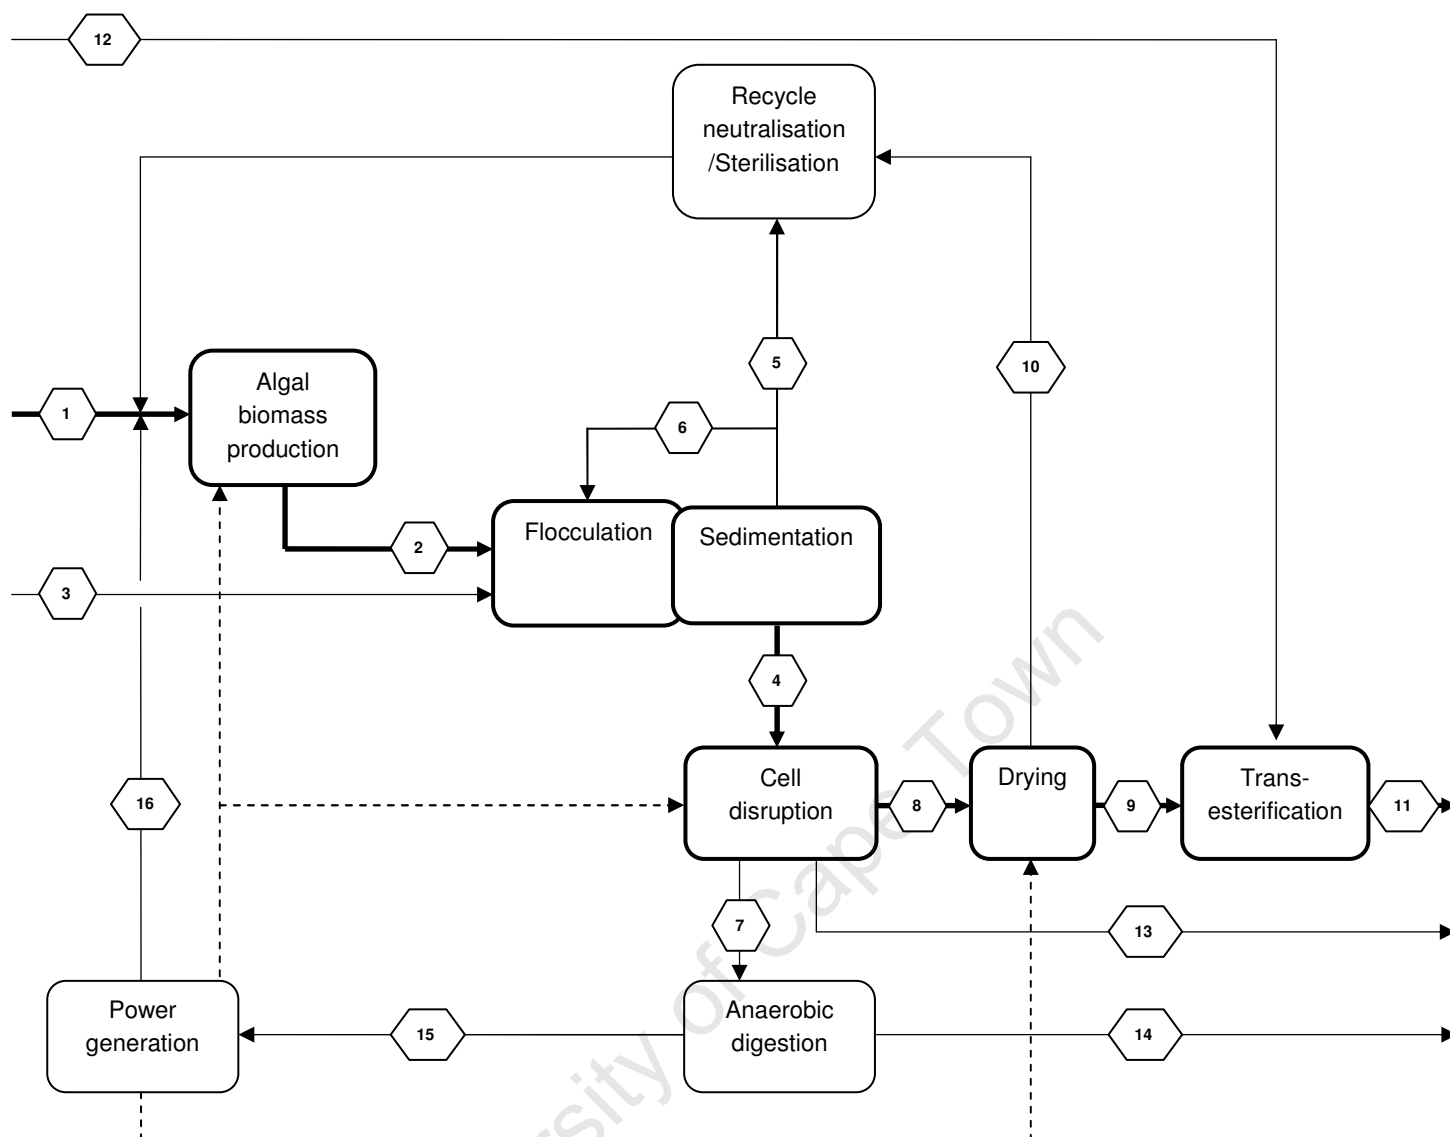 12
Recycle
neutralisation
/Sterilisation
1
Algal
biomass
production
5
10
6
2
Flocculation
Sedimentation
3
4
16
Cell
disruption
8
Drying
9
Trans-
esterification
11
7
13
Power
generation
15
Anaerobic
digestion
14
rsity of Cape Town